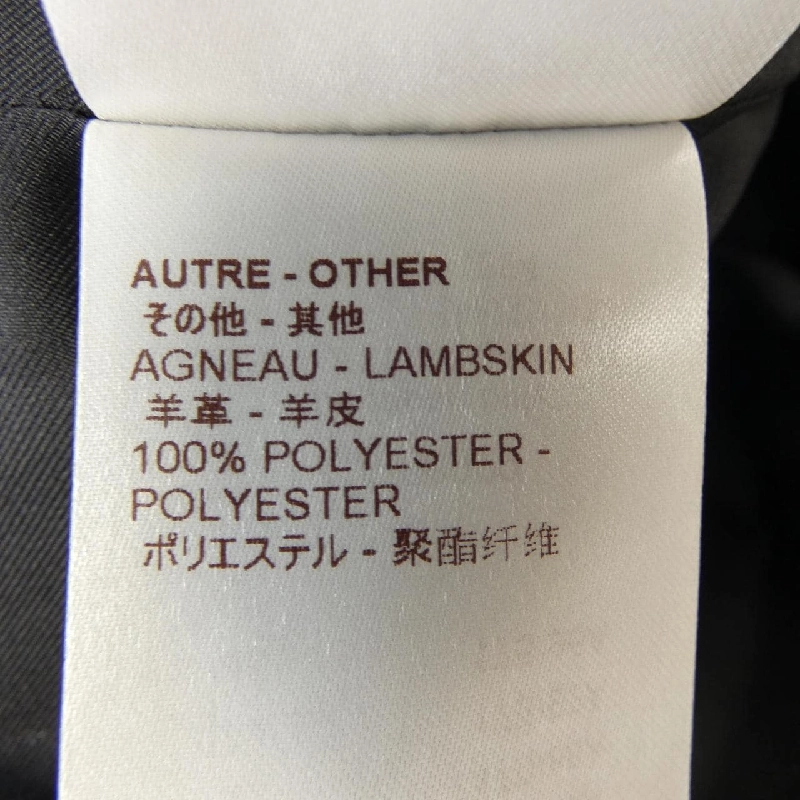 AUTRE - OTHER
その他 - 其他
AGNEAU - LAMBSKIN
羊革 - 羊皮
100% POLYESTER -
POLYESTER
ポリエステル - 聚酯纤维